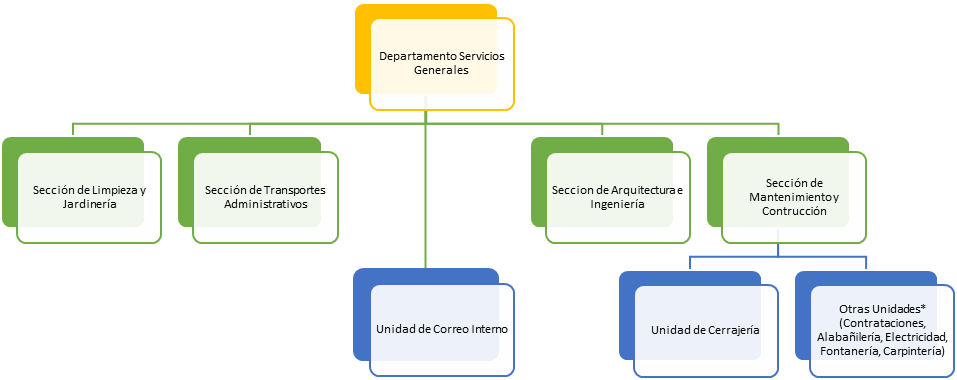 Departamento Servicios
Generales
Sección de Limpieza y
Jardinería
Sección de Transportes
Administrativos
Seccion de Arquitectura e
Ingeniería
Sección de
Mantenimiento y
Contrucción
Unidad de Correo Interno
Unidad de Cerrajería
Otras Unidades*
(Contrataciones,
Alabañilería, Electricidad,
Fontanería, Carpintería)